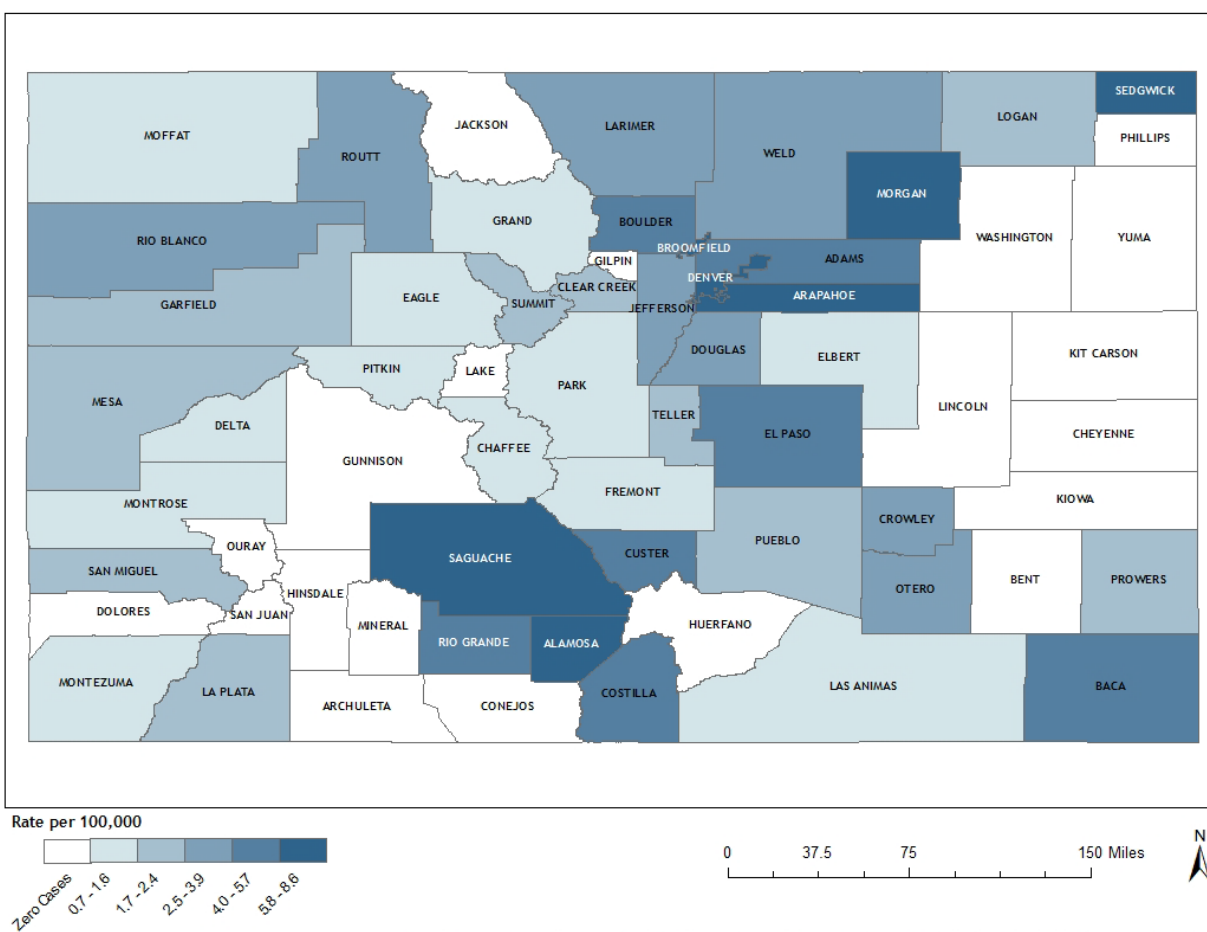 SEDGWICK
LOGAN
JACKSON
LARIMER
MOFFAT
PHILLIPS
WELD
ROUTT
MORGAN
GRAND
BOULDER
RIO BLANCO
WASHINGTON
YUMA
BROOMFIELD
GILPIN
ADAMS
DENVER
CLEAR CREEK
EAGLE
ARAPAHOE
GARFIELD
SUMMIT
JEFFERSON
DOUGLAS
ELBERT
KIT CARSON
PITKIN
LAKE
PARK
MESA
LINCOLN
TELLER
DELTA
EL PASO
CHEYENNE
CHAFFEE
GUNNISON
FREMONT
KIOWA
MONTROSE
CROWLEY
PUEBLO
OURAY
CUSTER
SAGUACHE
SAN MIGUEL
BENT
PROWERS
OTERO
HINSDALE
DOLORES
SAN JUAN
MINERAL
HUERFANO
RIO GRANDE
ALAMOSA
MONTEZUMA
LA PLATA
COSTILLA
LAS ANIMAS
BACA
ARCHULETA
CONEJOS
Rate per 100,000
Zero Cases
0.7 - 1.6
1.7 - 2.4
2.5 - 3.9
4.0 - 5.7
5.8 - 8.6
0 37.5 75 150 Miles
N